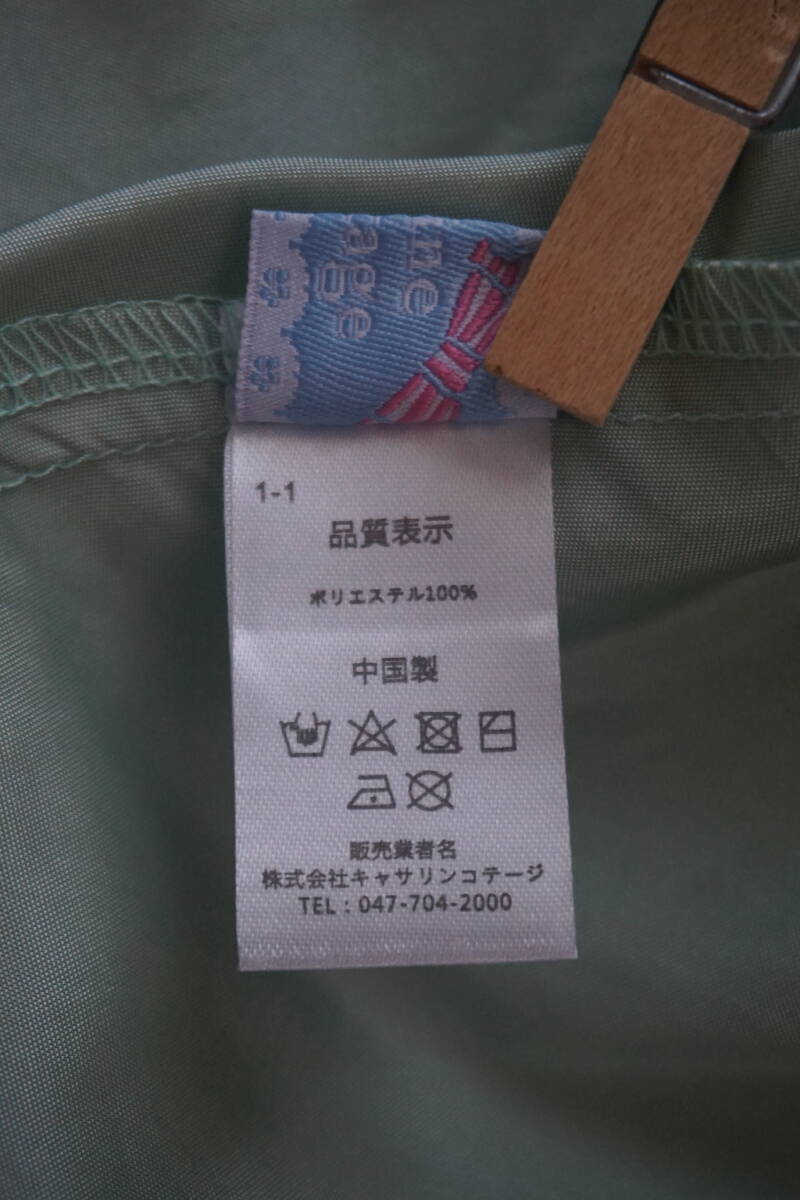 1-1
品質表示
ポリエステル100%
中国製
販売業者名
株式会社キャサリンコテージ
TEL : 047-704-2000